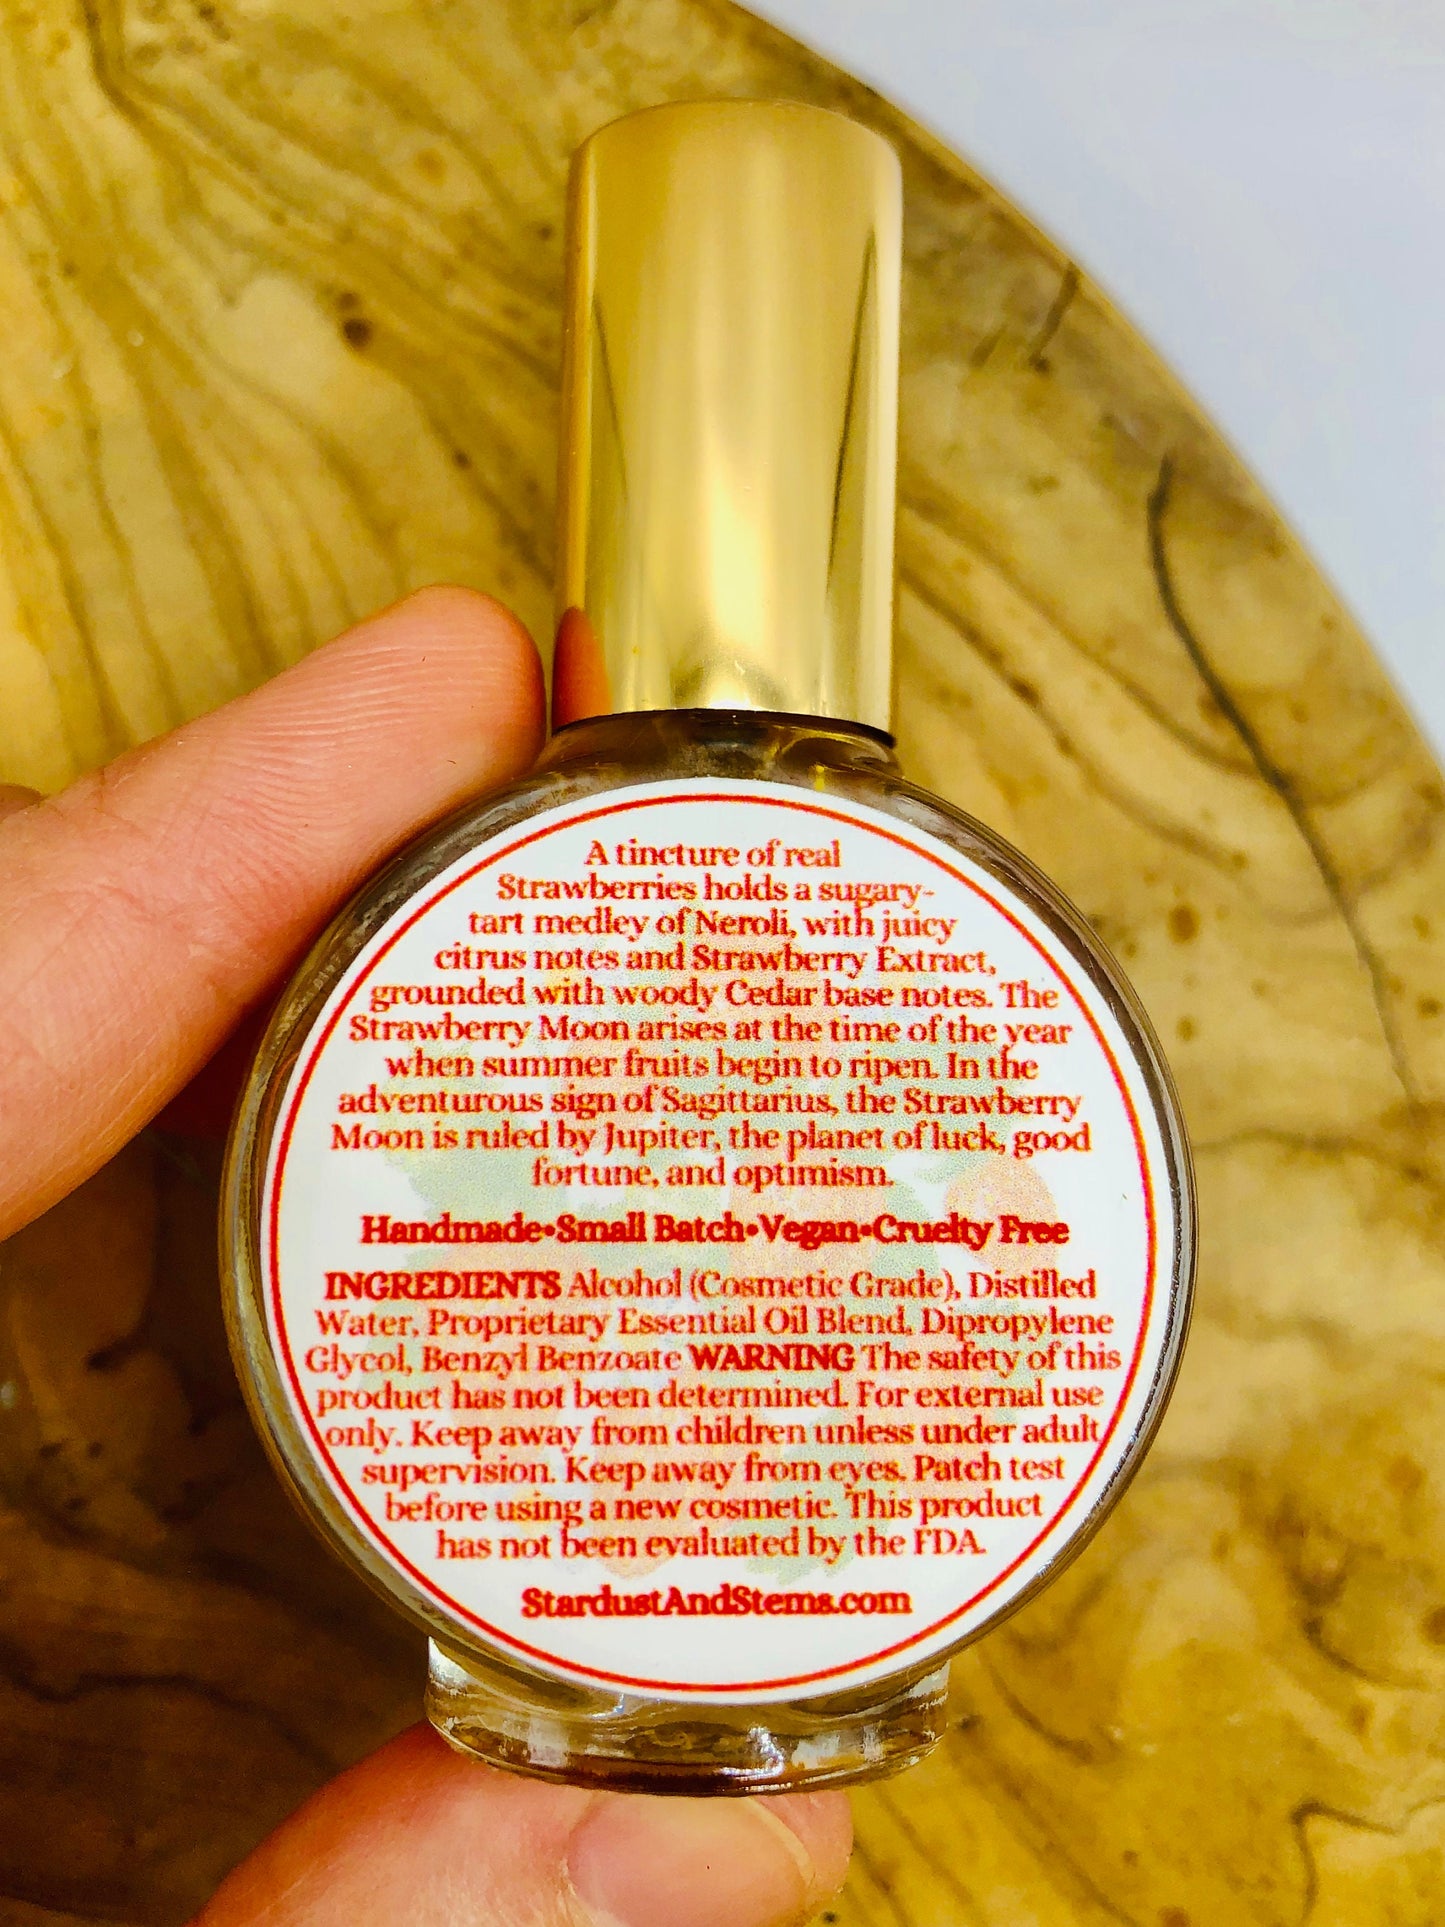 A tincture of real
Strawberries holds a sugary-
tart medley of Neroli, with juicy
citrus notes and Strawberry Extract,
grounded with woody Cedar base notes. The
Strawberry Moon arises at the time of the year
when summer fruits begin to ripen. In the
adventurous sign of Sagittarius, the Strawberry
Moon is ruled by Jupiter, the planet of luck, good
fortune, and optimism.
Handmade•Small Batch•Vegan•Cruelty Free
INGREDIENTS Alcohol (Cosmetic Grade), Distilled
Water, Proprietary Essential Oil Blend, Dipropylene
Glycol, Benzyl Benzoate WARNING The safety of this
product has not been determined. For external use
only. Keep away from children unless under adult
supervision. Keep away from eyes. Patch test
before using a new cosmetic. This product
has not been evaluated by the FDA.
StardustAndStems.com